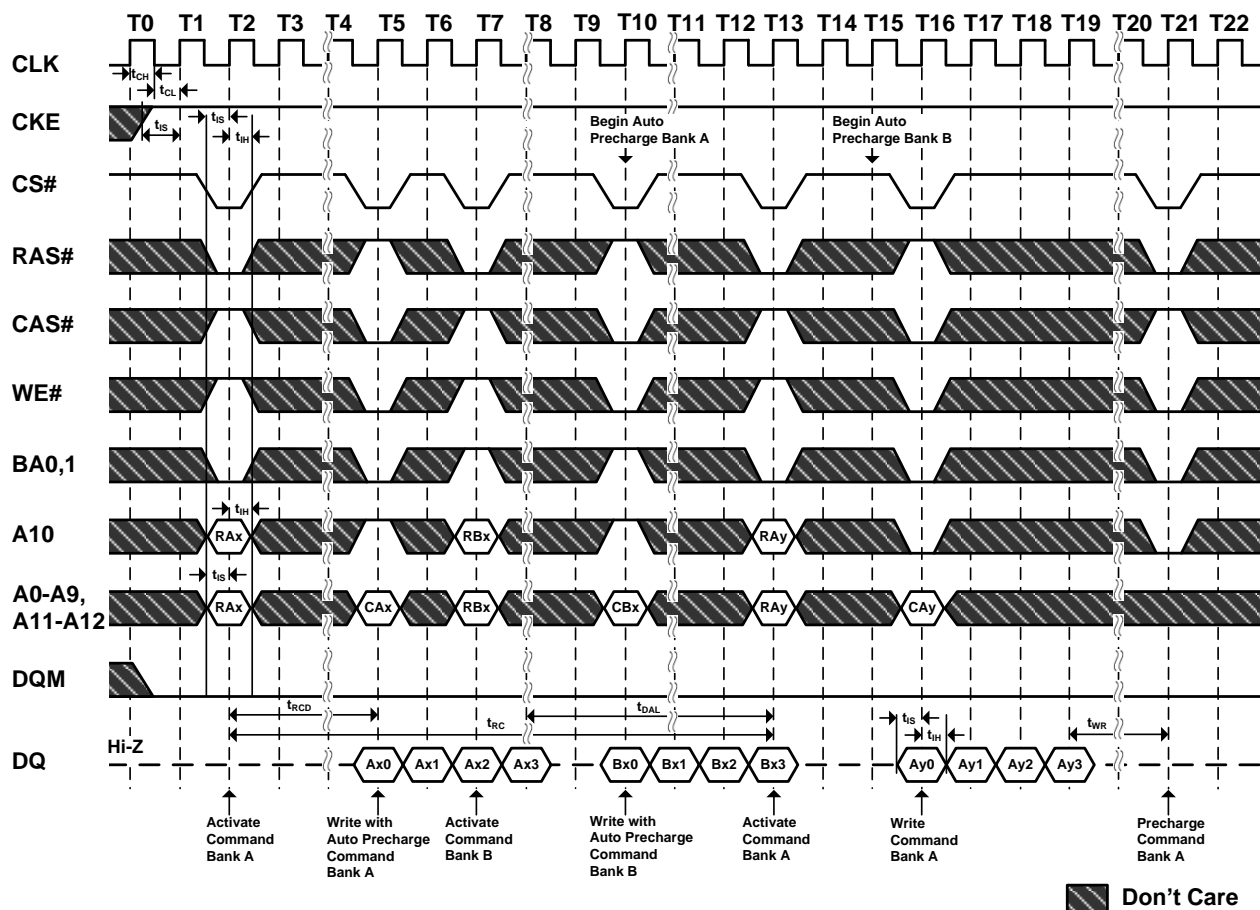 T0 T1 T2 T3 T4 T5 T6 T7 T8 T9 T10 T11 T12 T13 T14 T15 T16 T17 T18 T19 T20 T21 T22
CLK
tCH
tCL
CKE
tIS
tIS
tIH
Begin Auto
Precharge Bank A
Begin Auto
Precharge Bank B
CS#
RAS#
CAS#
WE#
BA0,1
A10
tIH
RAx
RBx
RAy
tIS
A0-A9,
A11-A12
RAx
CAx
RBx
CBx
RAy
CAy
DQM
tRCD
tDAL
tRC
tIS
tIH
tWR
DQ
Hi-Z
Ax0 Ax1 Ax2 Ax3
Bx0 Bx1 Bx2 Bx3
Ay0 Ay1 Ay2 Ay3
Activate
Command
Bank A
Write with
Auto Precharge
Command
Bank A
Activate
Command
Bank B
Write with
Auto Precharge
Command
Bank B
Activate
Command
Bank A
Write
Command
Bank A
Precharge
Command
Bank A
Don't Care